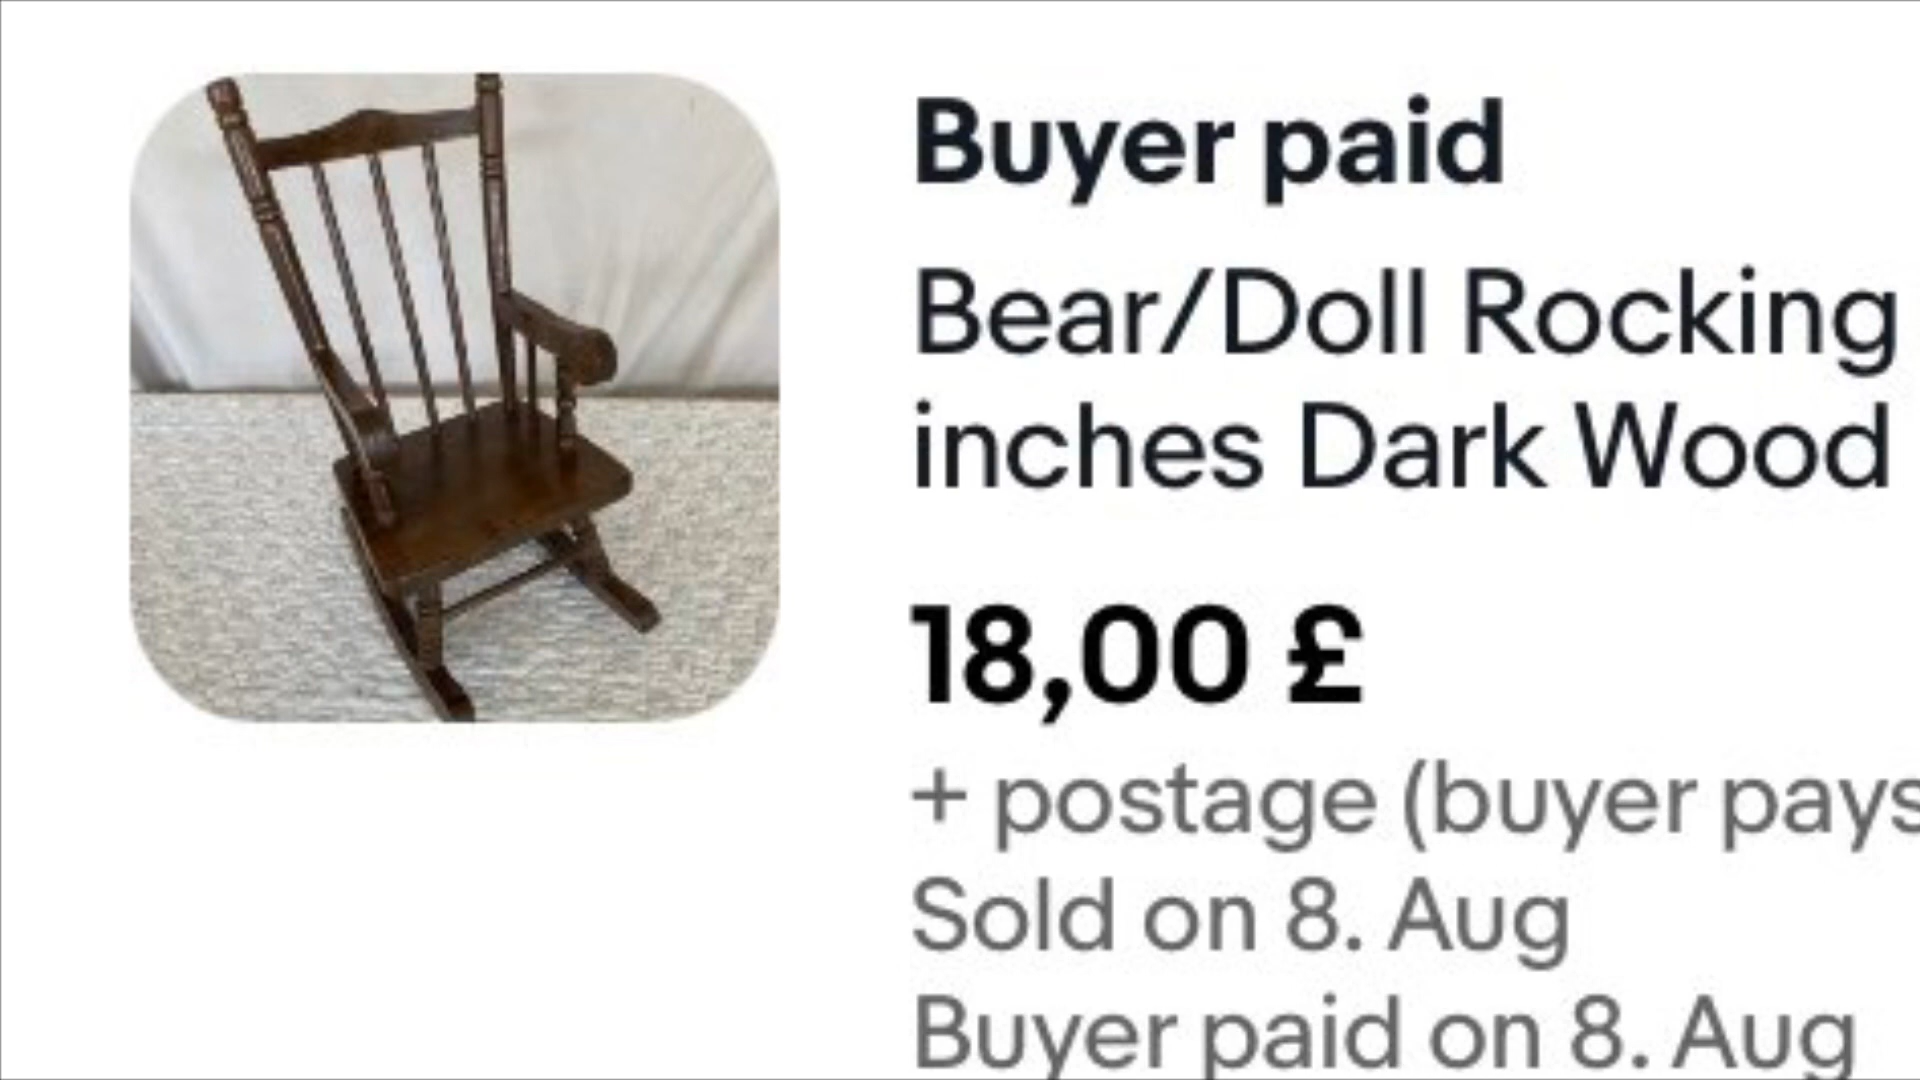 Buyer paid
Bear/Doll Rocking
inches Dark Wood
18,00 £
+ postage (buyer pays
Sold on 8. Aug
Buyer paid on 8. Aug